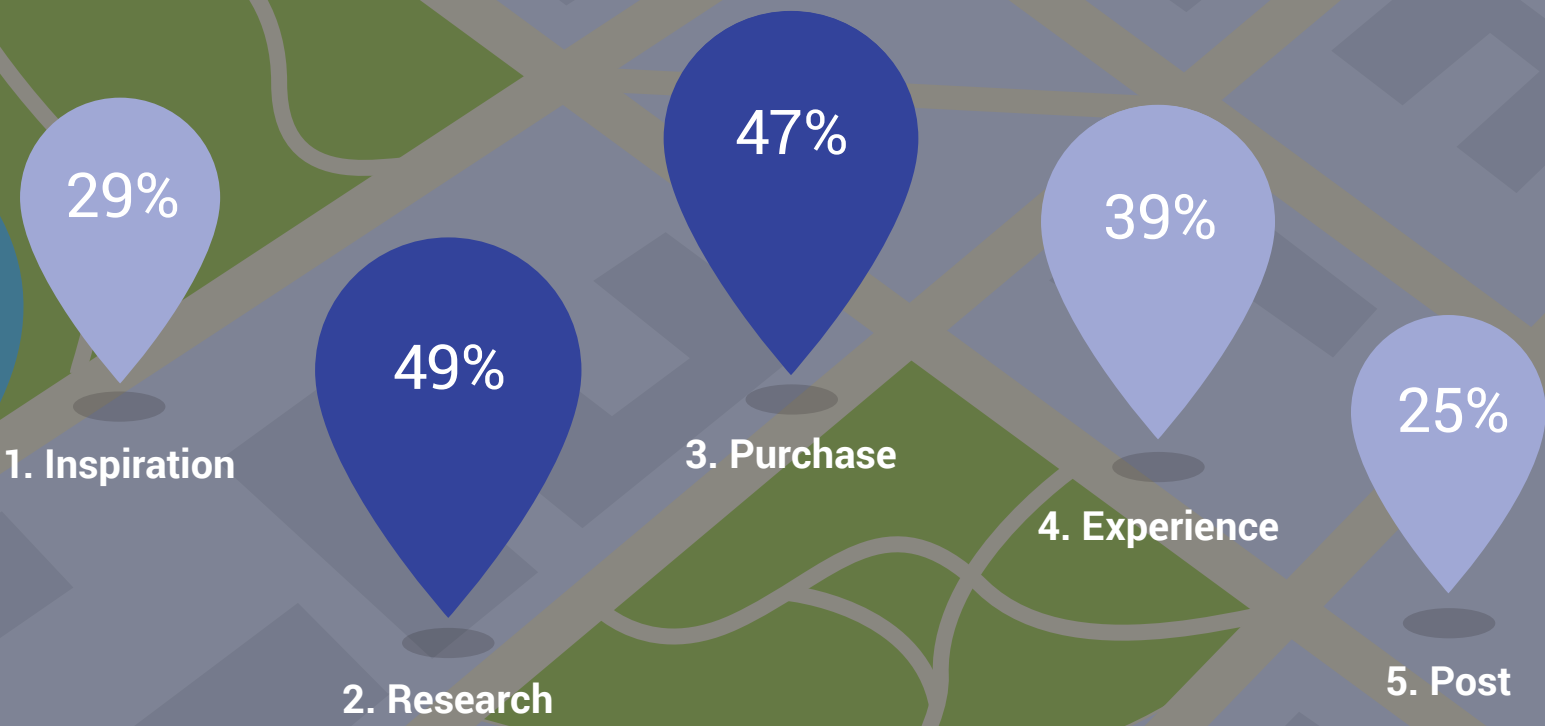 29%
1. Inspiration
49%
2. Research
47%
3. Purchase
39%
4. Experience
25%
5. Post